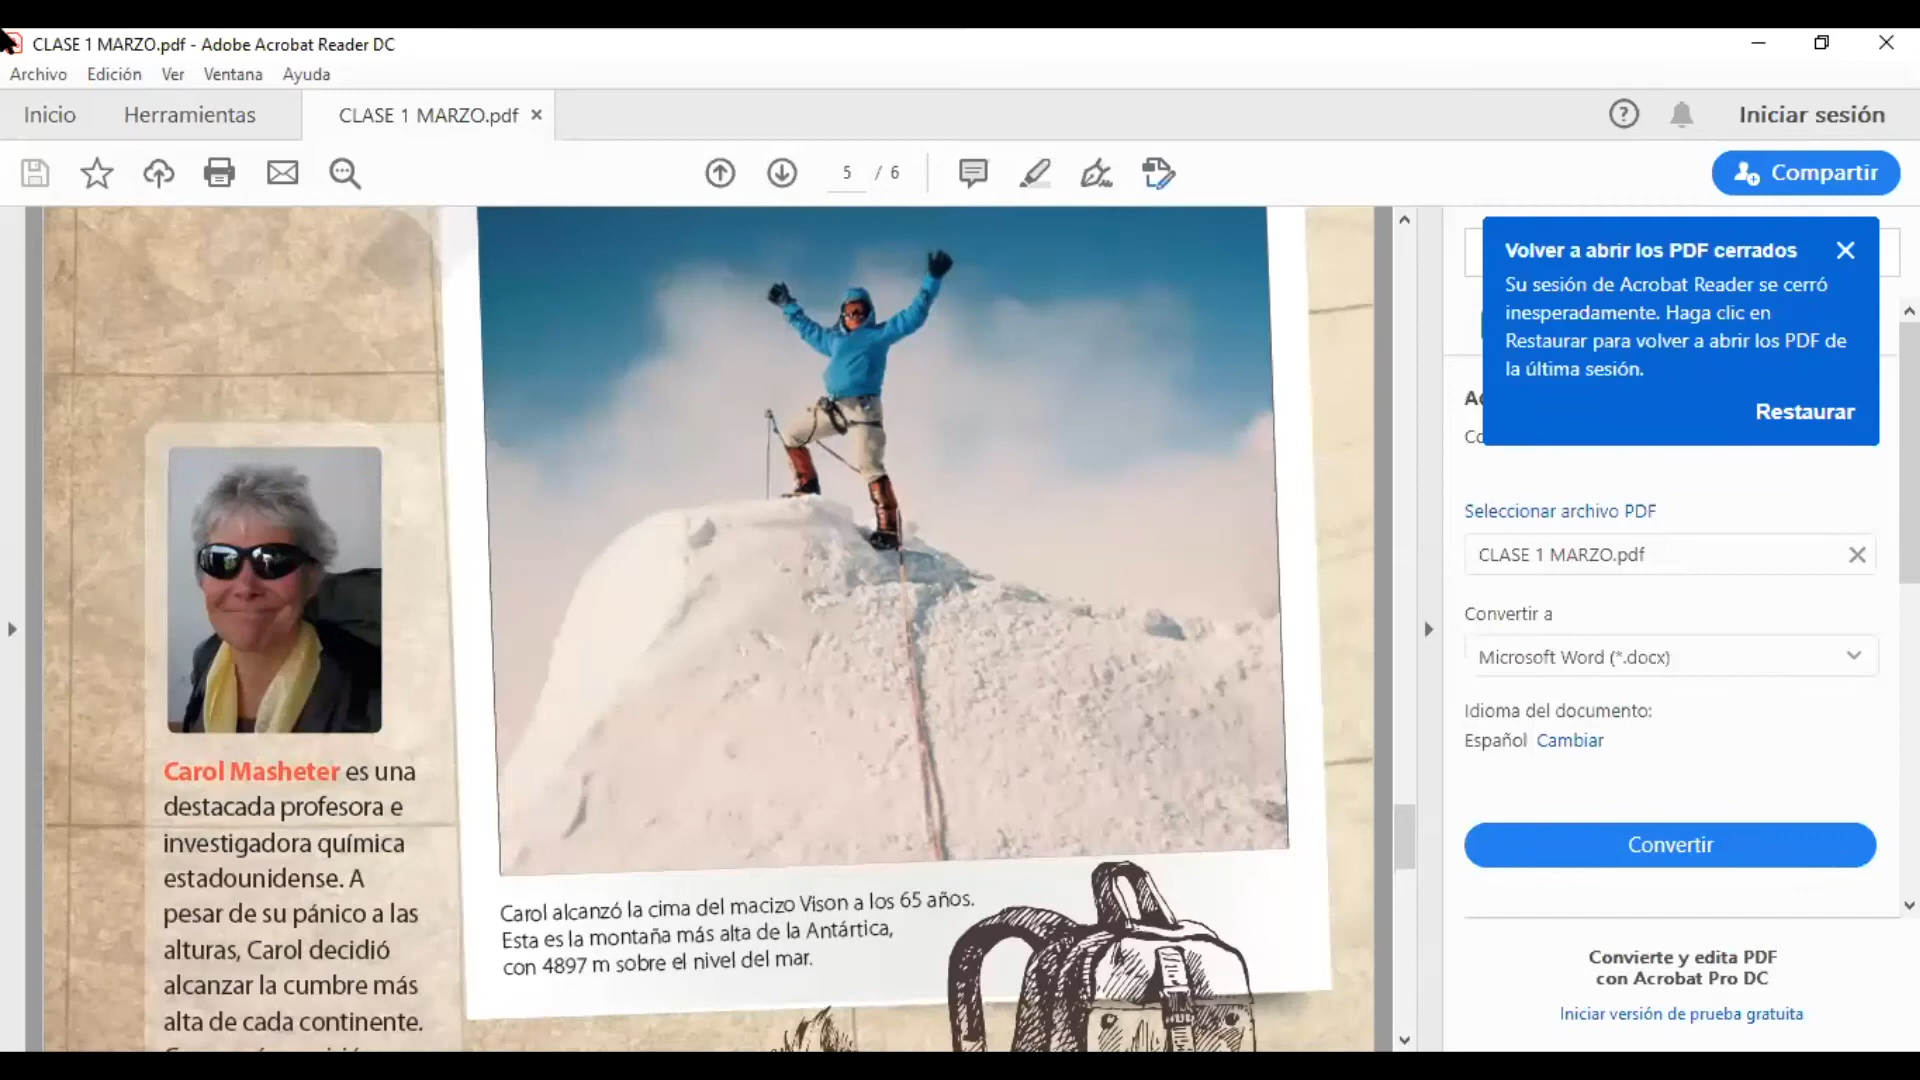 CLASE 1 MARZO.pdf - Adobe Acrobat Reader DC
Archivo Edición Ver Ventana Ayuda
Inicio Herramientas CLASE 1 MARZO.pdf
Iniciar sesión
5 / 6
Compartir
Volver a abrir los PDF cerrados
Su sesión de Acrobat Reader se cerró
inesperadamente. Haga clic en
Restaurar para volver a abrir los PDF de
la última sesión.
Restaurar
Seleccionar archivo PDF
CLASE 1 MARZO.pdf
Convertir a
Microsoft Word (*.docx)
Idioma del documento:
Español Cambiar
Convertir
Convierte y edita PDF
con Acrobat Pro DC
Iniciar versión de prueba gratuita
Carol Masheter es una
destacada profesora e
investigadora química
estadounidense. A
pesar de su pánico a las
alturas, Carol decidió
alcanzar la cumbre más
alta de cada continente.
Carol alcanzó la cima del macizo Vison a los 65 años.
Esta es la montaña más alta de la Antártica,
con 4897 m sobre el nivel del mar.